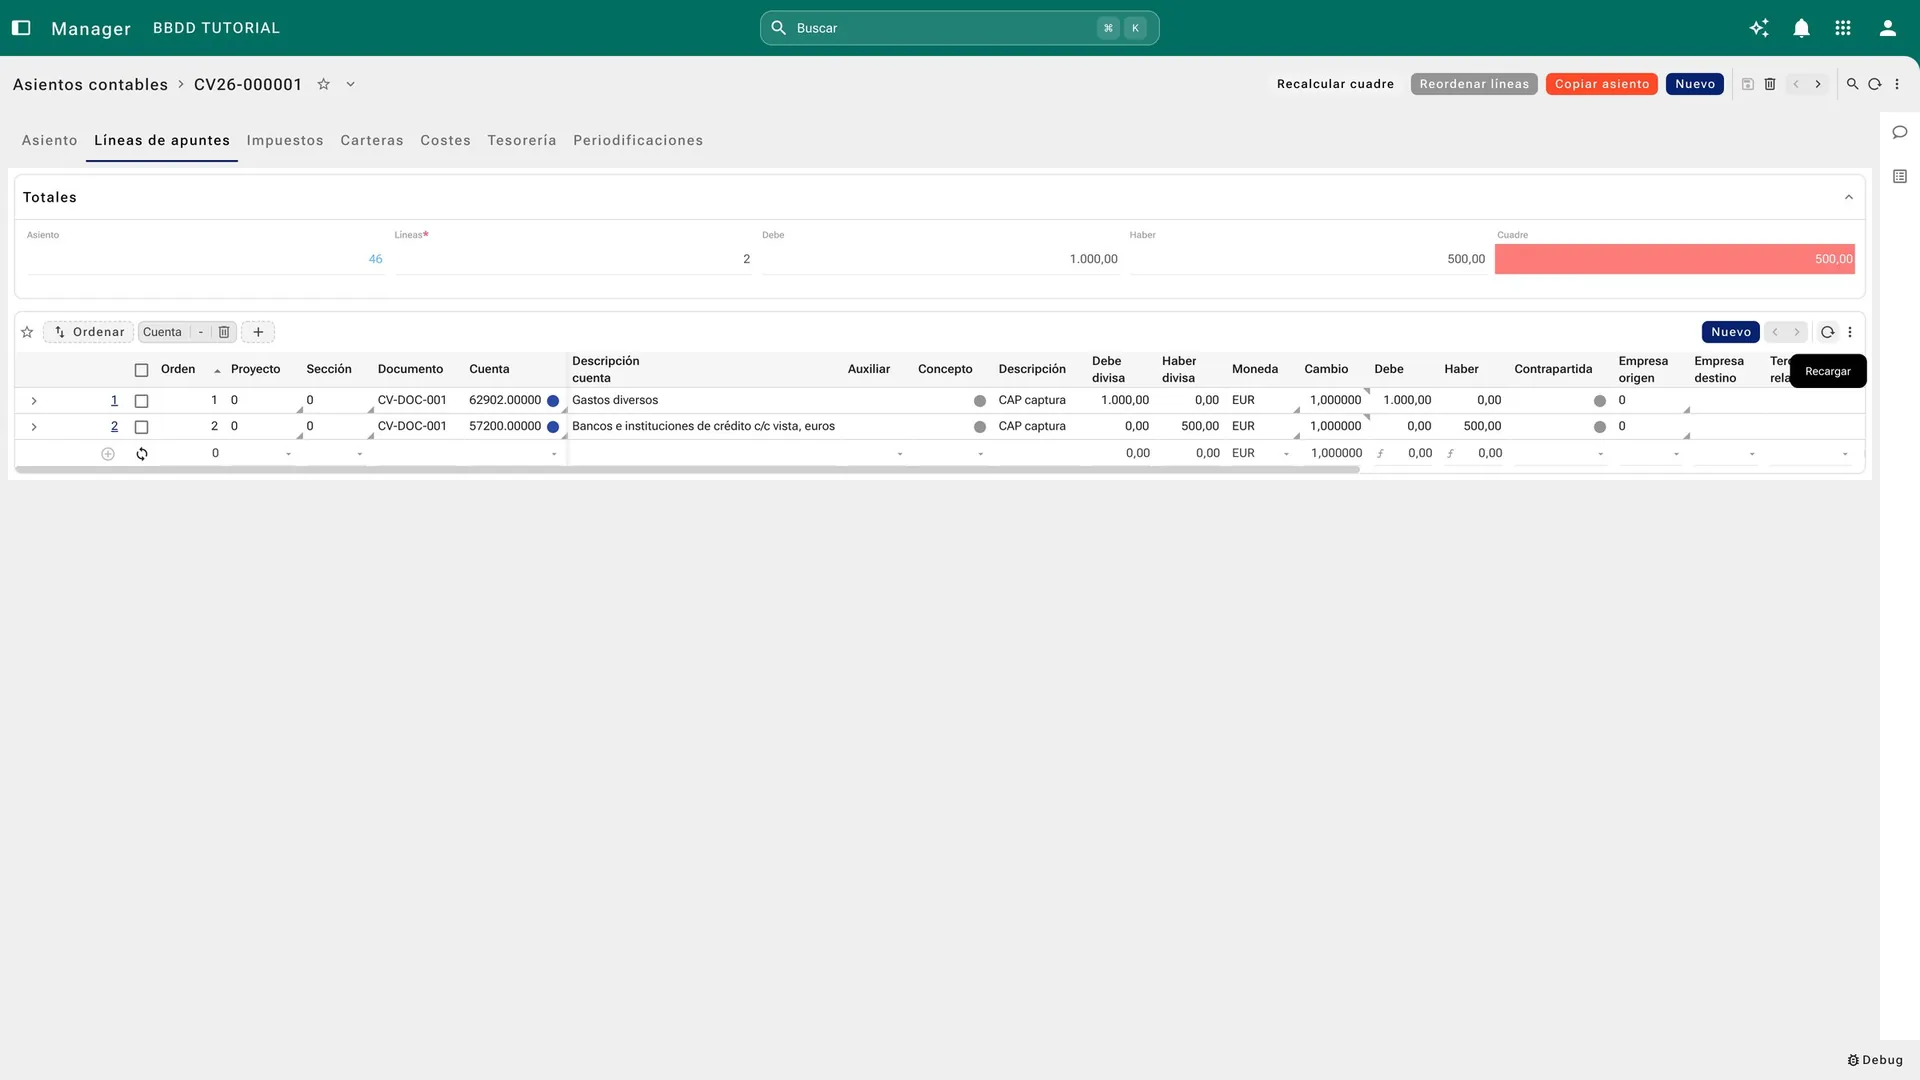 Manager BBDD TUTORIAL Buscar ⌘ K
Asientos contables > CV26-000001 Recalcular cuadre Reordenar líneas Copiar asiento Nuevo
Asiento Líneas de apuntes Impuestos Carteras Costes Tesorería Periodificaciones
Totales
Asiento Líneas* Debe Haber Cuadre
46 2 1.000,00 500,00 500,00
Ordenar Cuenta - + Nuevo
Orden Proyecto Sección Documento Cuenta Descripción cuenta Auxiliar Concepto Descripción Debe divisa Haber divisa Moneda Cambio Debe Haber Contrapartida Empresa origen Empresa destino Recargar
1 1 0 0 CV-DOC-001 62902.00000 Gastos diversos CAP captura 1.000,00 0,00 EUR 1,000000 1.000,00 0,00 0
2 2 0 0 CV-DOC-001 57200.00000 Bancos e instituciones de crédito c/c vista, euros CAP captura 0,00 500,00 EUR 1,000000 0,00 500,00 0
0 0,00 0,00 EUR 1,000000 ƒ 0,00 ƒ 0,00
Debug